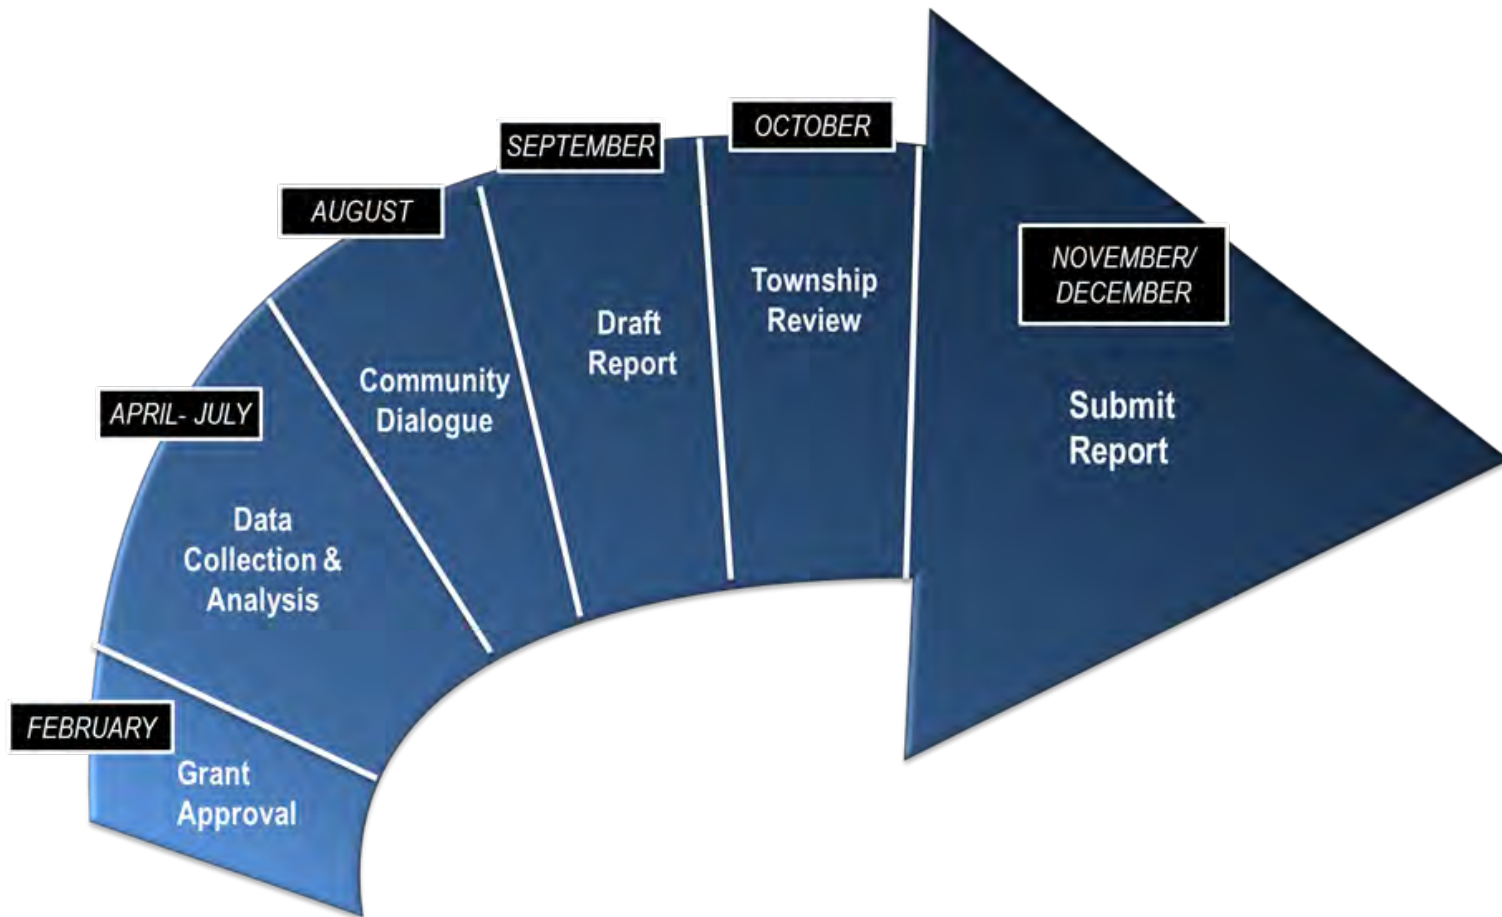 FEBRUARY
Grant
Approval
APRIL- JULY
Data
Collection &
Analysis
AUGUST
Community
Dialogue
SEPTEMBER
Draft
Report
OCTOBER
Township
Review
NOVEMBER/
DECEMBER
Submit
Report